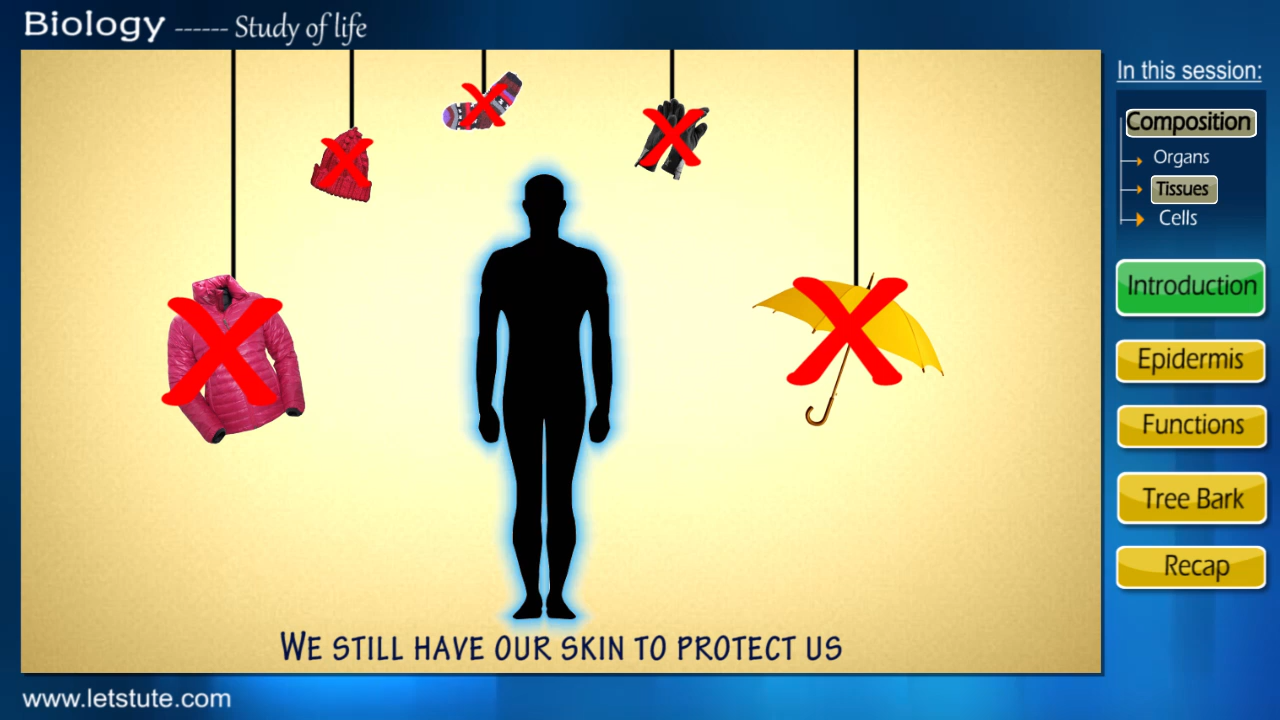 Biology ------ Study of life
In this session:
Composition
Organs
Tissues
Cells
Introduction
Epidermis
Functions
Tree Bark
Recap
WE STILL HAVE OUR SKIN TO PROTECT US
www.letstute.com